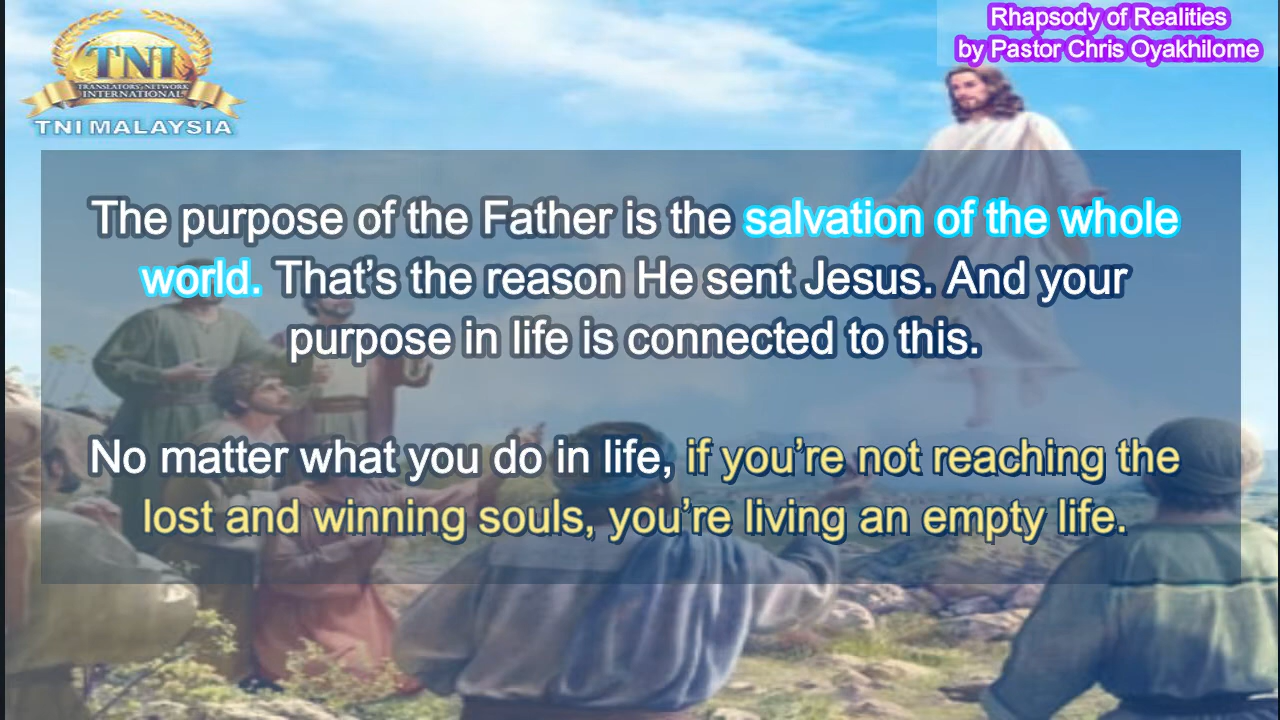 Rhapsody of Realities
by Pastor Chris Oyakhilome
TNI
TRANSLATORS NETWORK
INTERNATIONAL
TNI MALAYSIA
The purpose of the Father is the salvation of the whole
world. That’s the reason He sent Jesus. And your
purpose in life is connected to this.
No matter what you do in life, if you’re not reaching the
lost and winning souls, you’re living an empty life.